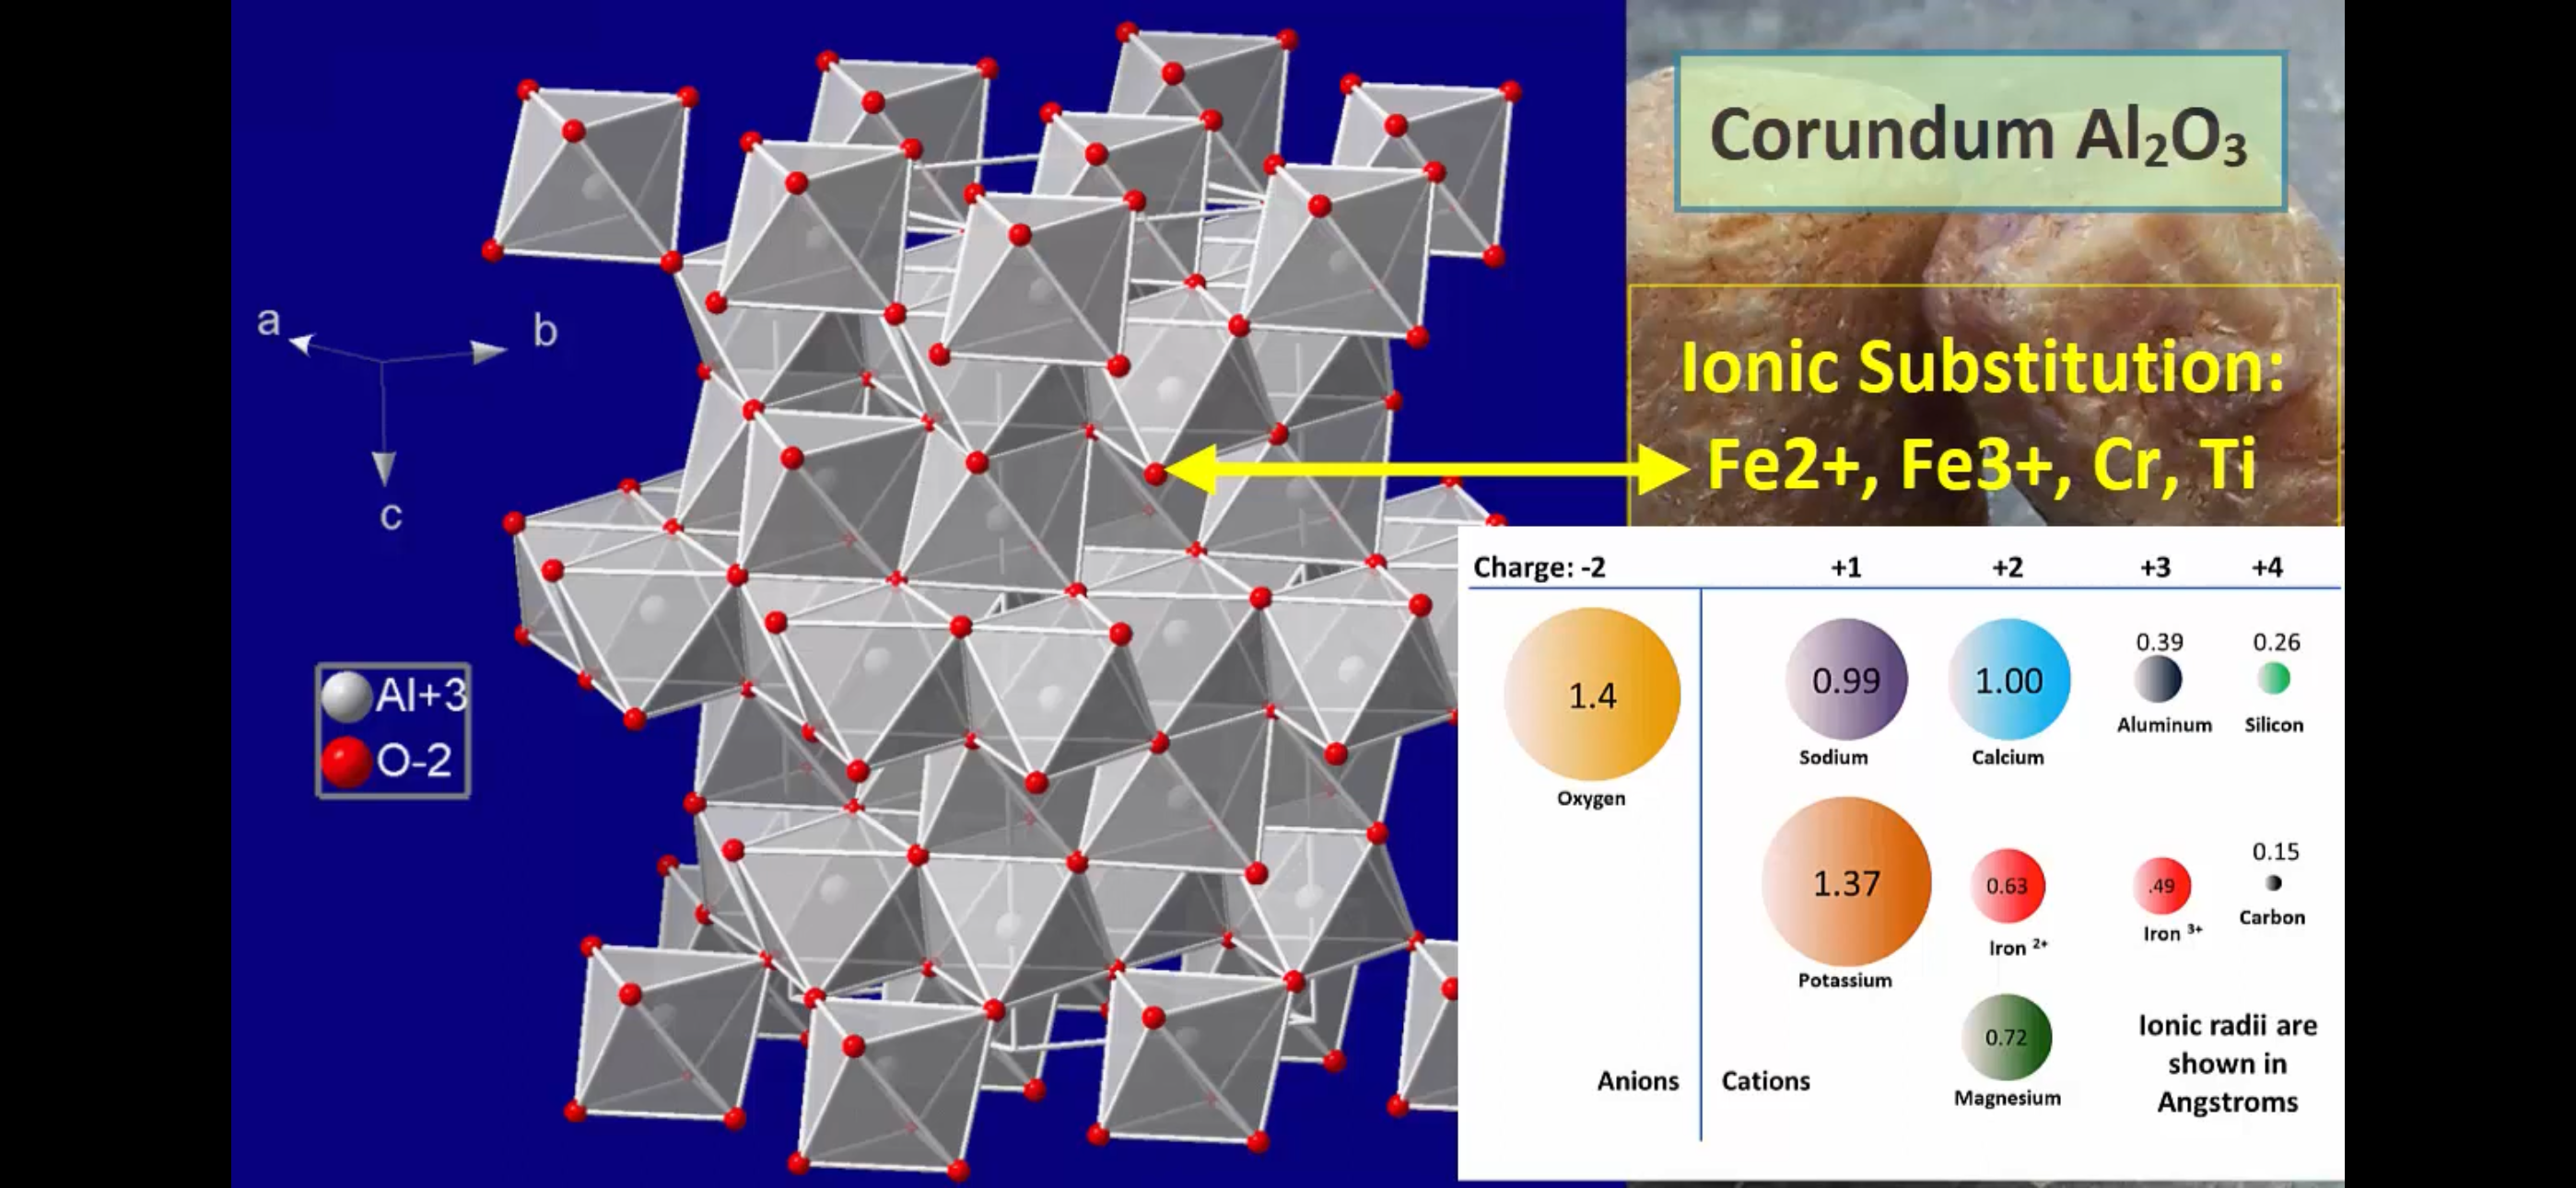 Corundum Al₂O₃
Ionic Substitution:
Fe2+, Fe3+, Cr, Ti
a
b
c
Al+3
O-2
Charge: -2 +1 +2 +3 +4
1.4
Oxygen
0.99
Sodium
1.00
Calcium
0.39
Aluminum
0.26
Silicon
1.37
Potassium
0.63
Iron ²⁺
.49
Iron ³⁺
0.15
Carbon
0.72
Magnesium
Anions
Cations
Ionic radii are
shown in
Angstroms